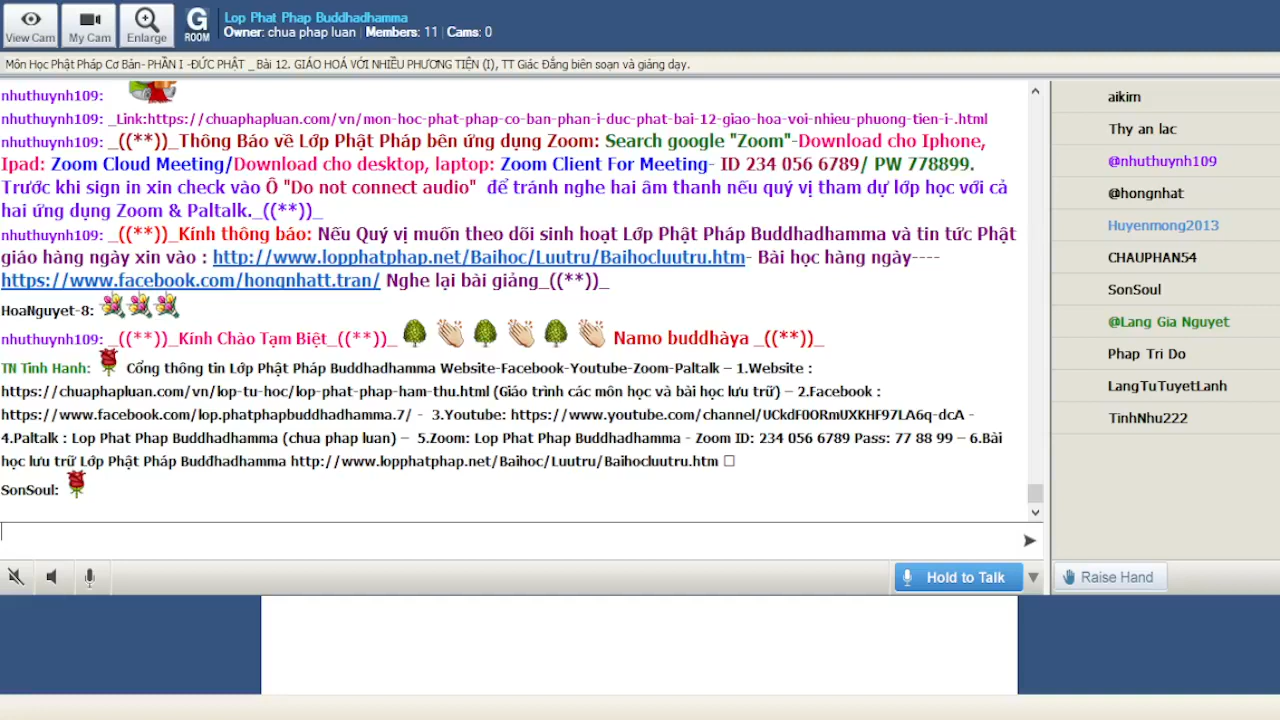 View Cam
My Cam
Enlarge
G
ROOM
Lop Phat Phap Buddhadhamma
Owner: chua phap luan | Members: 11 | Cams: 0
Môn Học Phật Pháp Cơ Bản- PHẦN I -ĐỨC PHẬT _ Bài 12. GIÁO HOÁ VỚI NHIỀU PHƯƠNG TIỆN (I), TT Giác Đẳng biên soạn và giảng dạy.
nhuthuynh109:
nhuthuynh109: _Link:https://chuaphapluan.com/vn/mon-hoc-phat-phap-co-ban-phan-i-duc-phat-bai-12-giao-hoa-voi-nhieu-phuong-tien-i-.html
nhuthuynh109: _((**))_Thông Báo về Lớp Phật Pháp bên ứng dụng Zoom: Search google "Zoom"-Download cho Iphone,
Ipad: Zoom Cloud Meeting/Download cho desktop, laptop: Zoom Client For Meeting- ID 234 056 6789/ PW 778899.
Trước khi sign in xin check vào Ô "Do not connect audio" để tránh nghe hai âm thanh nếu quý vị tham dự lớp học với cả
hai ứng dụng Zoom & Paltalk._((**))_
nhuthuynh109: _((**))_Kính thông báo: Nếu Quý vị muốn theo dõi sinh hoạt Lớp Phật Pháp Buddhadhamma và tin tức Phật
giáo hàng ngày xin vào : http://www.lopphatphap.net/Baihoc/Luutru/Baihocluutru.htm- Bài học hàng ngày----
https://www.facebook.com/hongnhatt.tran/ Nghe lại bài giảng_((**))_
HoaNguyet-8:
nhuthuynh109: _((**))_Kính Chào Tạm Biệt_((**))_ Namo buddhàya _((**))_
TN Tinh Hanh: Cổng thông tin Lớp Phật Pháp Buddhadhamma Website-Facebook-Youtube-Zoom-Paltalk – 1.Website :
https://chuaphapluan.com/vn/lop-tu-hoc/lop-phat-phap-ham-thu.html (Giáo trình các môn học và bài học lưu trữ) – 2.Facebook :
https://www.facebook.com/lop.phatphapbuddhadhamma.7/ - 3.Youtube: https://www.youtube.com/channel/UCkdF0ORmUXKHF97LA6q-dcA -
4.Paltalk : Lop Phat Phap Buddhadhamma (chua phap luan) – 5.Zoom: Lop Phat Phap Buddhadhamma - Zoom ID: 234 056 6789 Pass: 77 88 99 – 6.Bài
học lưu trữ Lớp Phật Pháp Buddhadhamma http://www.lopphatphap.net/Baihoc/Luutru/Baihocluutru.htm
SonSoul:
aikim
Thy an lac
@nhuthuynh109
@hongnhat
Huyenmong2013
CHAUPHAN54
SonSoul
@Lang Gia Nguyet
Phap Tri Do
LangTuTuyetLanh
TinhNhu222
Hold to Talk
Raise Hand